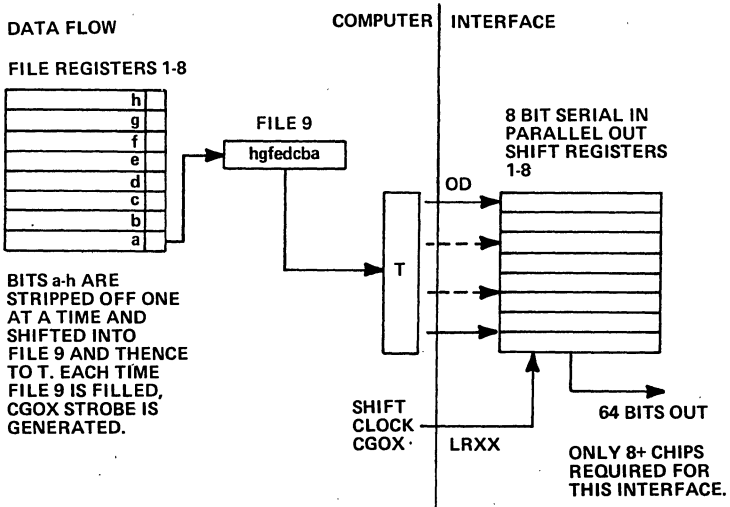 DATA FLOW
COMPUTER
INTERFACE
FILE REGISTERS 1-8
h
g
f
e
d
c
b
a
FILE 9
hgfedcba
8 BIT SERIAL IN
PARALLEL OUT
SHIFT REGISTERS
1-8
OD
T
BITS a-h ARE
STRIPPED OFF ONE
AT A TIME AND
SHIFTED INTO
FILE 9 AND THENCE
TO T. EACH TIME
FILE 9 IS FILLED,
CGOX STROBE IS
GENERATED.
SHIFT
CLOCK
CGOX
LRXX
64 BITS OUT
ONLY 8+ CHIPS
REQUIRED FOR
THIS INTERFACE.